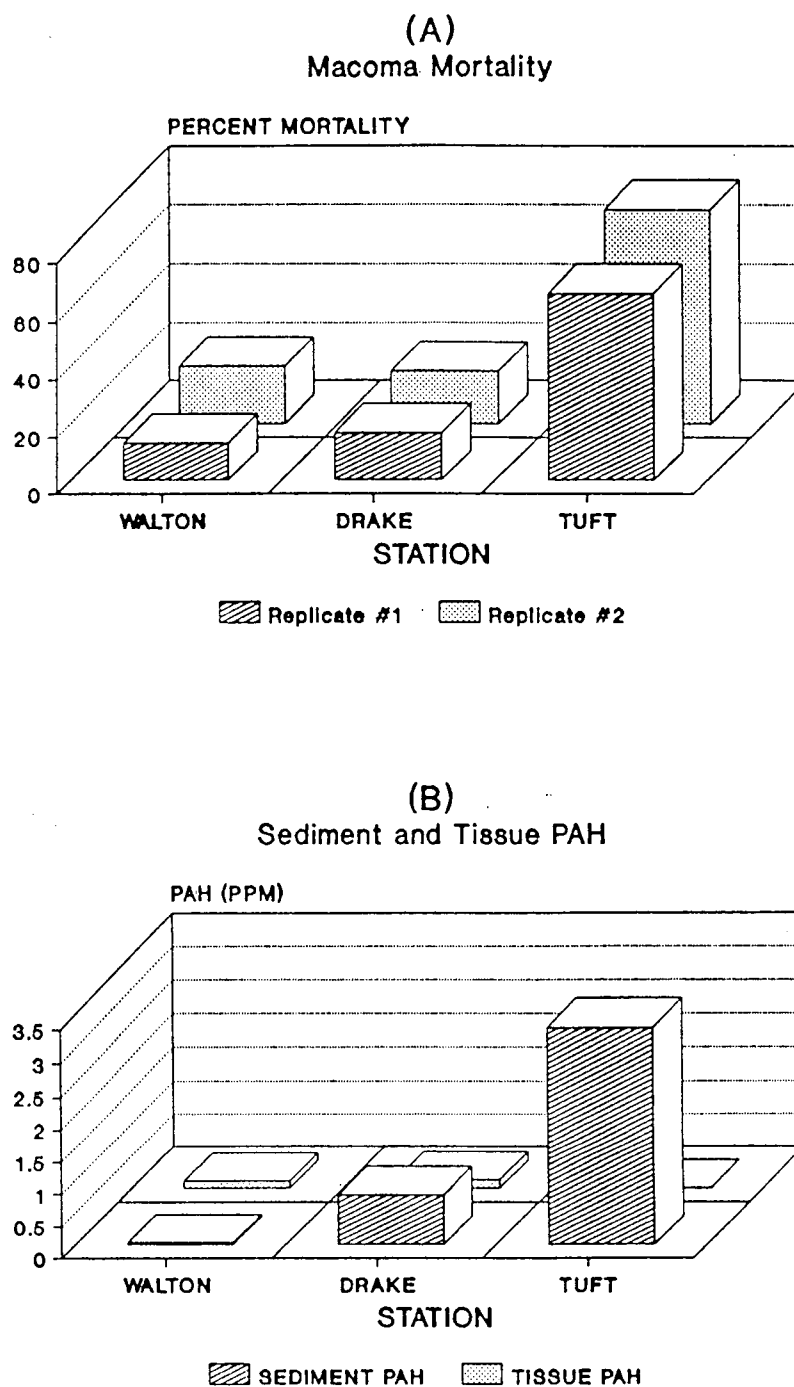 (A)
Macoma Mortality
PERCENT MORTALITY
80
60
40
20
0
WALTON DRAKE TUFT
STATION
Replicate #1 Replicate #2
(B)
Sediment and Tissue PAH
PAH (PPM)
3.5
3
2.5
2
1.5
1
0.5
0
WALTON DRAKE TUFT
STATION
SEDIMENT PAH TISSUE PAH